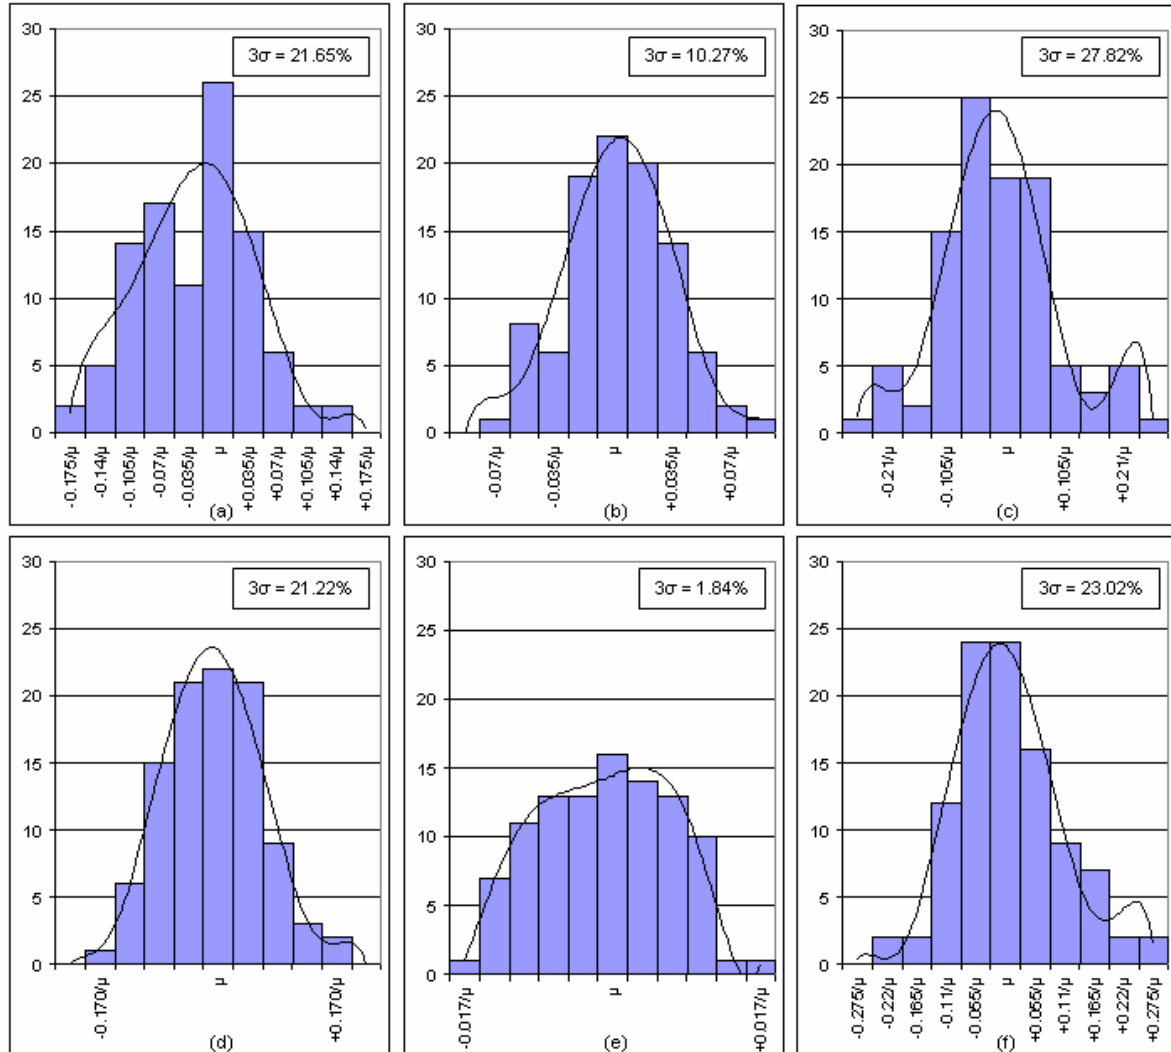 30
25
20
15
10
5
0
3σ = 21.65%
-0.175/μ
-0.14/μ
-0.105/μ
-0.07/μ
-0.035/μ
μ
+0.035/μ
+0.07/μ
+0.105/μ
+0.14/μ
+0.175/μ
(a)
30
25
20
15
10
5
0
3σ = 10.27%
-0.07/μ
-0.035/μ
μ
+0.035/μ
+0.07/μ
(b)
30
25
20
15
10
5
0
3σ = 27.82%
-0.21/μ
-0.105/μ
μ
+0.105/μ
+0.21/μ
(c)
30
25
20
15
10
5
0
3σ = 21.22%
-0.170/μ
μ
+0.170/μ
(d)
30
25
20
15
10
5
0
3σ = 1.84%
-0.017/μ
μ
+0.017/μ
(e)
30
25
20
15
10
5
0
3σ = 23.02%
-0.275/μ
-0.22/μ
-0.165/μ
-0.11/μ
-0.055/μ
μ
+0.055/μ
+0.11/μ
+0.165/μ
+0.22/μ
+0.275/μ
(f)